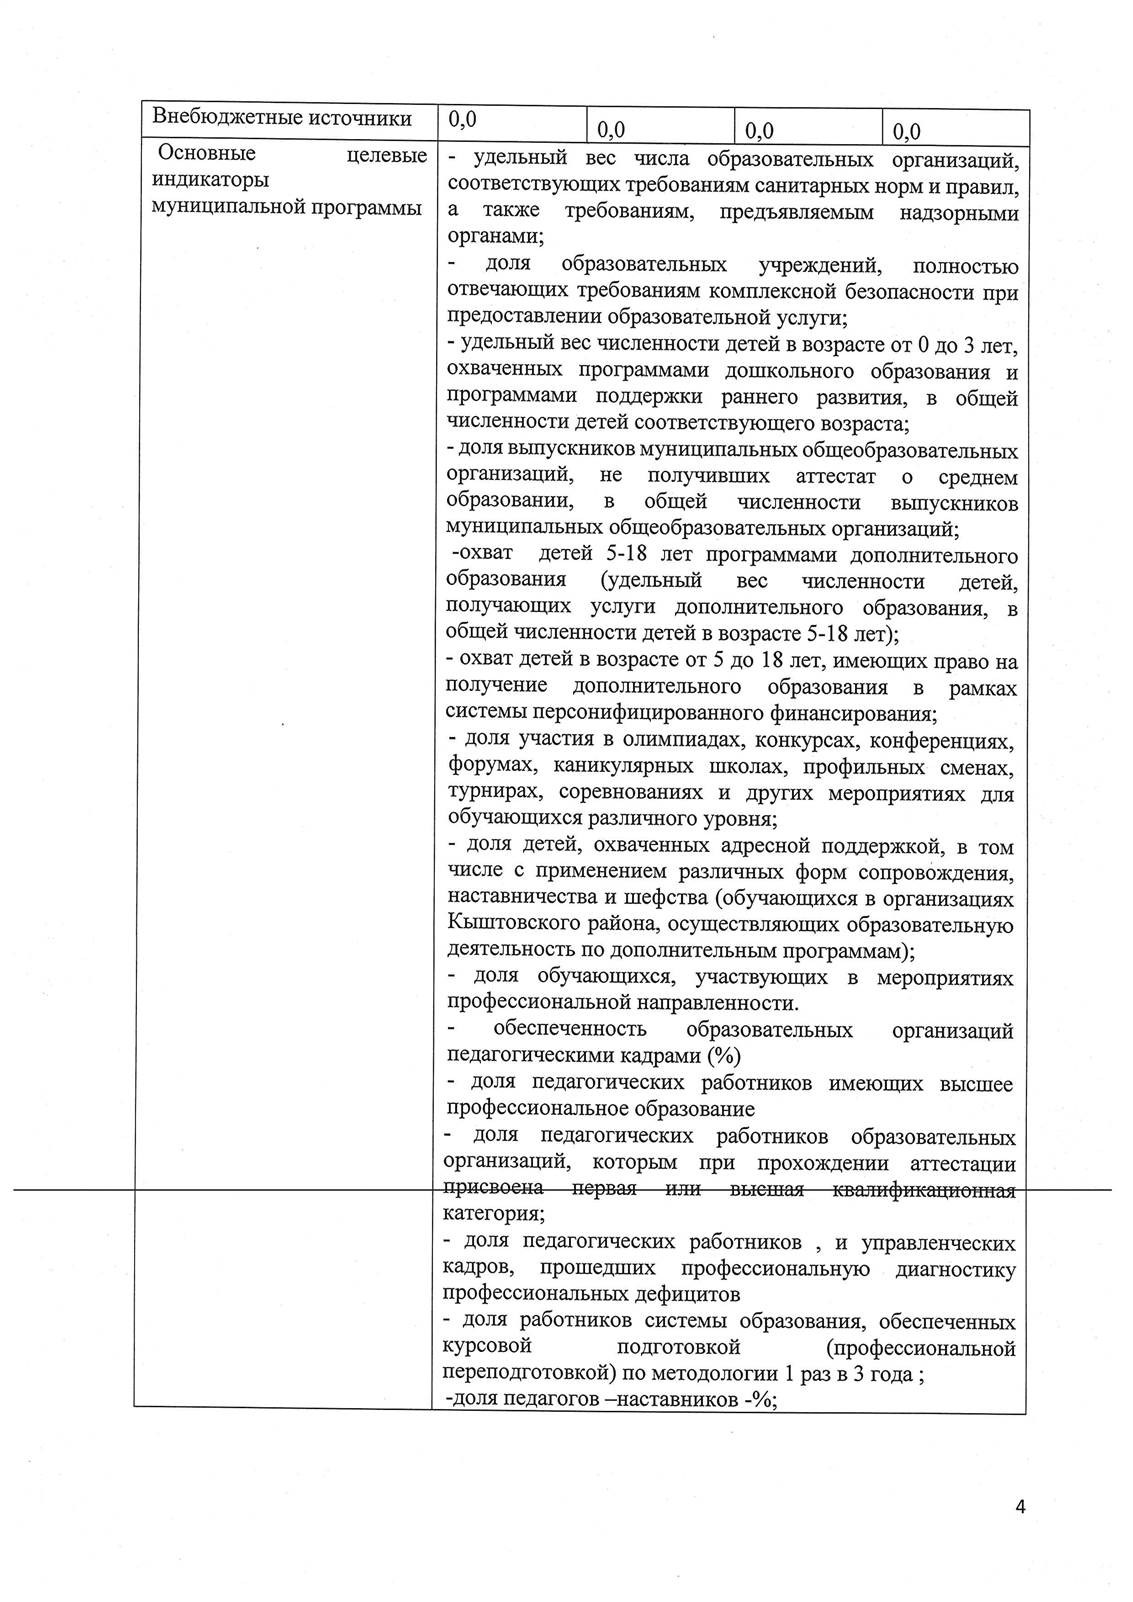 Внебюджетные источники 0,0 0,0 0,0 0,0
Основные целевые
индикаторы
муниципальной программы
- удельный вес числа образовательных организаций,
соответствующих требованиям санитарных норм и правил,
а также требованиям, предъявляемым надзорными
органами;
- доля образовательных учреждений, полностью
отвечающих требованиям комплексной безопасности при
предоставлении образовательной услуги;
- удельный вес численности детей в возрасте от 0 до 3 лет,
охваченных программами дошкольного образования и
программами поддержки раннего развития, в общей
численности детей соответствующего возраста;
- доля выпускников муниципальных общеобразовательных
организаций, не получивших аттестат о среднем
образовании, в общей численности выпускников
муниципальных общеобразовательных организаций;
-охват детей 5-18 лет программами дополнительного
образования (удельный вес численности детей,
получающих услуги дополнительного образования, в
общей численности детей в возрасте 5-18 лет);
- охват детей в возрасте от 5 до 18 лет, имеющих право на
получение дополнительного образования в рамках
системы персонифицированного финансирования;
- доля участия в олимпиадах, конкурсах, конференциях,
форумах, каникулярных школах, профильных сменах,
турнирах, соревнованиях и других мероприятиях для
обучающихся различного уровня;
- доля детей, охваченных адресной поддержкой, в том
числе с применением различных форм сопровождения,
наставничества и шефства (обучающихся в организациях
Кыштовского района, осуществляющих образовательную
деятельность по дополнительным программам);
- доля обучающихся, участвующих в мероприятиях
профессиональной направленности.
- обеспеченность образовательных организаций
педагогическими кадрами (%)
- доля педагогических работников имеющих высшее
профессиональное образование
- доля педагогических работников образовательных
организаций, которым при прохождении аттестации
присвоена первая или высшая квалификационная
категория;
- доля педагогических работников , и управленческих
кадров, прошедших профессиональную диагностику
профессиональных дефицитов
- доля работников системы образования, обеспеченных
курсовой подготовкой (профессиональной
переподготовкой) по методологии 1 раз в 3 года ;
-доля педагогов –наставников -%;
4